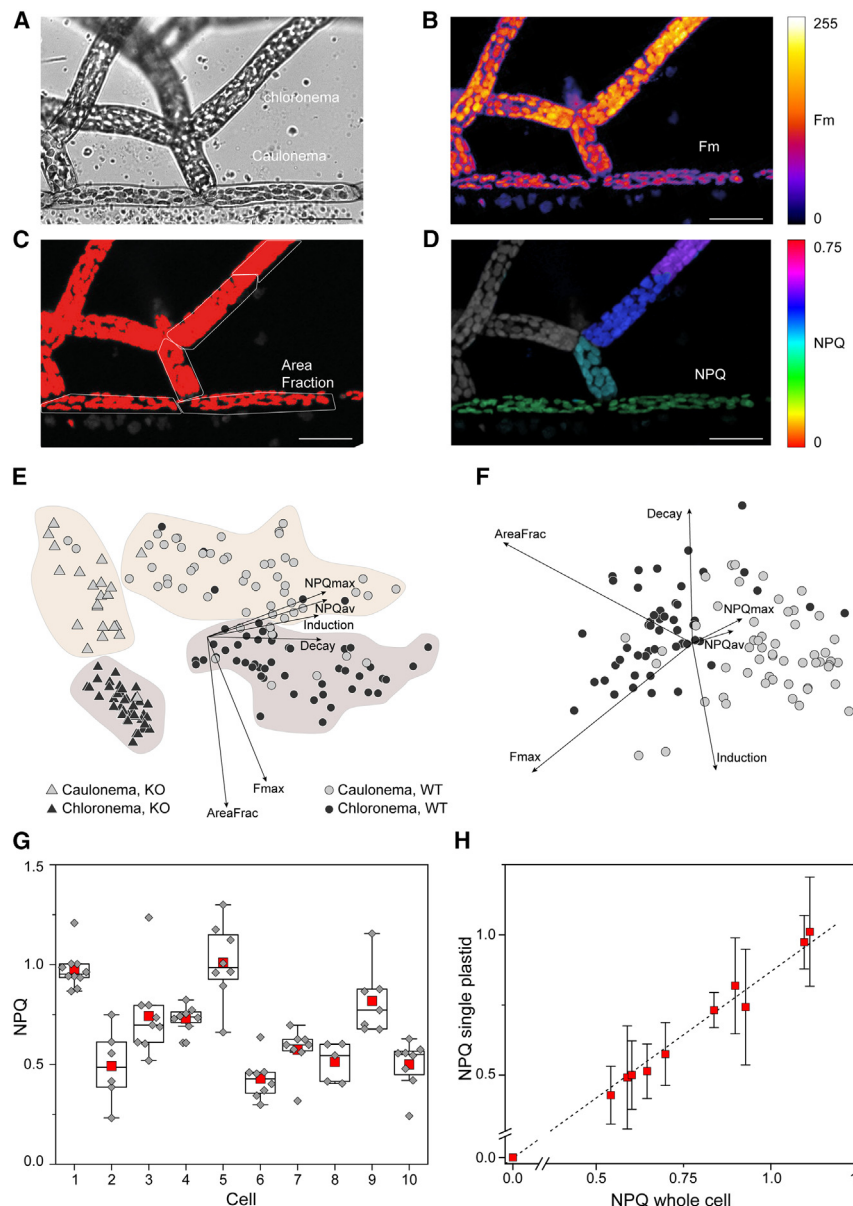 A
chloronema
Caulonema
B
255
Fm
Fm
0
C
Area
Fraction
D
0.75
NPQ
NPQ
0
E
NPQmax
NPQav
Induction
Decay
Fmax
AreaFrac
Caulonema, KO
Chloronema, KO
Caulonema, WT
Chloronema, WT
F
Decay
AreaFrac
NPQmax
NPQav
Fmax
Induction
G
1.5
1.0
0.5
0.0
NPQ
1 2 3 4 5 6 7 8 9 10
Cell
H
1.0
0.5
0.0
NPQ single plastid
0.0 0.5 0.75 1.0
NPQ whole cell